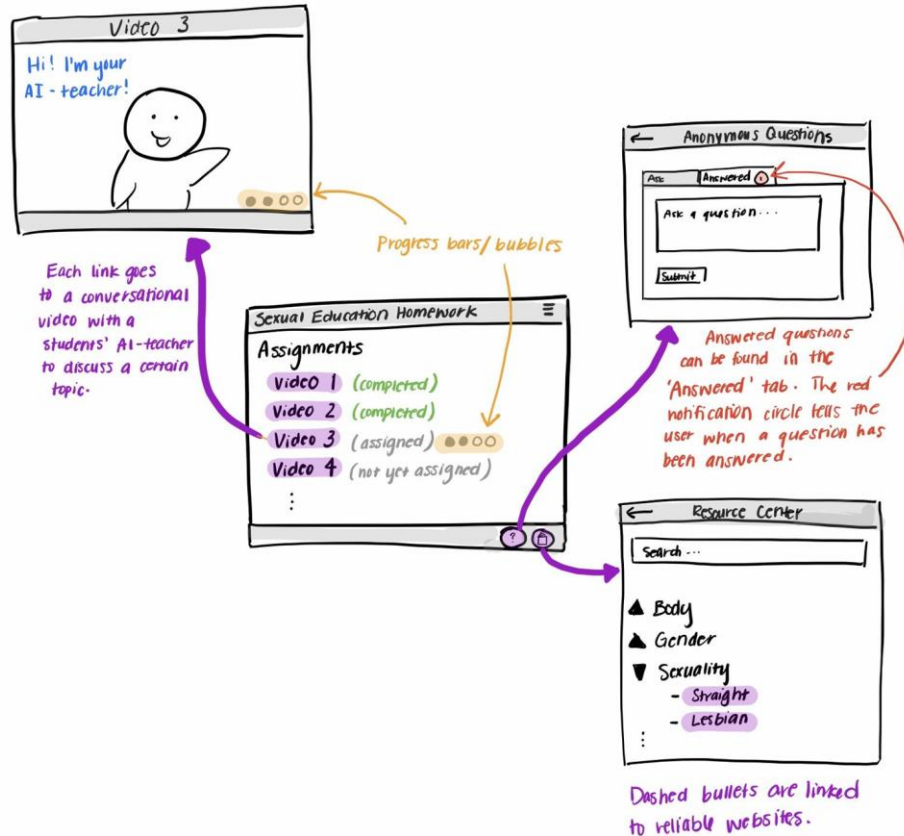 Video 3
Hi! I'm your
AI-teacher!
Each link goes
to a conversational
video with a
students' AI-teacher
to discuss a certain
topic.
Progress bars/bubbles
Sexual Education Homework
Assignments
Video 1 (completed)
Video 2 (completed)
Video 3 (assigned)
Video 4 (not yet assigned)
⋮
?
← Anonymous Questions
Ask
Answered
Ask a question...
Submit
Answered questions
can be found in the
'Answered' tab. The red
notification circle tells the
user when a question has
been answered.
← Resource Center
Search ...
Body
Gender
Sexuality
- Straight
- Lesbian
⋮
Dashed bullets are linked
to reliable websites.